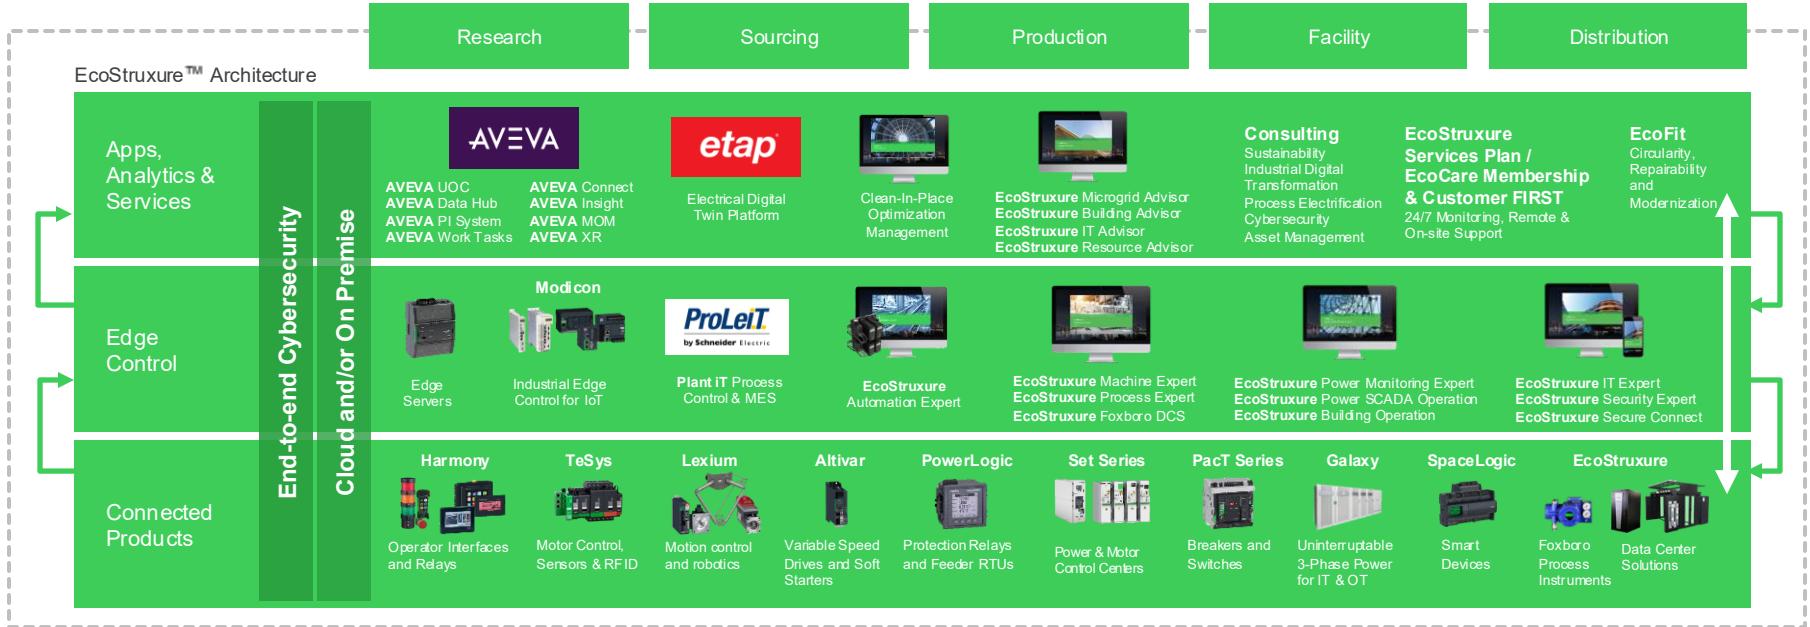 Research
Sourcing
Production
Facility
Distribution
EcoStruxure™ Architecture
Apps,
Analytics &
Services
End-to-end Cybersecurity
Cloud and/or On Premise
AVEVA
AVEVA UOC
AVEVA Data Hub
AVEVA PI System
AVEVA Work Tasks
AVEVA Connect
AVEVA Insight
AVEVA MOM
AVEVA XR
etap
Electrical Digital
Twin Platform
Clean-In-Place
Optimization
Management
EcoStruxure Microgrid Advisor
EcoStruxure Building Advisor
EcoStruxure IT Advisor
EcoStruxure Resource Advisor
Consulting
Sustainability
Industrial Digital
Transformation
Process Electrification
Cybersecurity
Asset Management
EcoStruxure
Services Plan /
EcoCare Membership
& Customer FIRST
24/7 Monitoring, Remote &
On-site Support
EcoFit
Circularity,
Repairability
and
Modernization
Edge
Control
Edge
Servers
Modicon
Industrial Edge
Control for IoT
ProLeiT
by Schneider Electric
Plant iT Process
Control & MES
EcoStruxure
Automation Expert
EcoStruxure Machine Expert
EcoStruxure Process Expert
EcoStruxure Foxboro DCS
EcoStruxure Power Monitoring Expert
EcoStruxure Power SCADA Operation
EcoStruxure Building Operation
EcoStruxure IT Expert
EcoStruxure Security Expert
EcoStruxure Secure Connect
Connected
Products
Harmony
Operator Interfaces
and Relays
TeSys
Motor Control,
Sensors & RFID
Lexium
Motion control
and robotics
Altivar
Variable Speed
Drives and Soft
Starters
PowerLogic
Protection Relays
and Feeder RTUs
Set Series
Power & Motor
Control Centers
PacT Series
Breakers and
Switches
Galaxy
Uninterruptable
3-Phase Power
for IT & OT
SpaceLogic
Smart
Devices
EcoStruxure
Foxboro
Process
Instruments
Data Center
Solutions